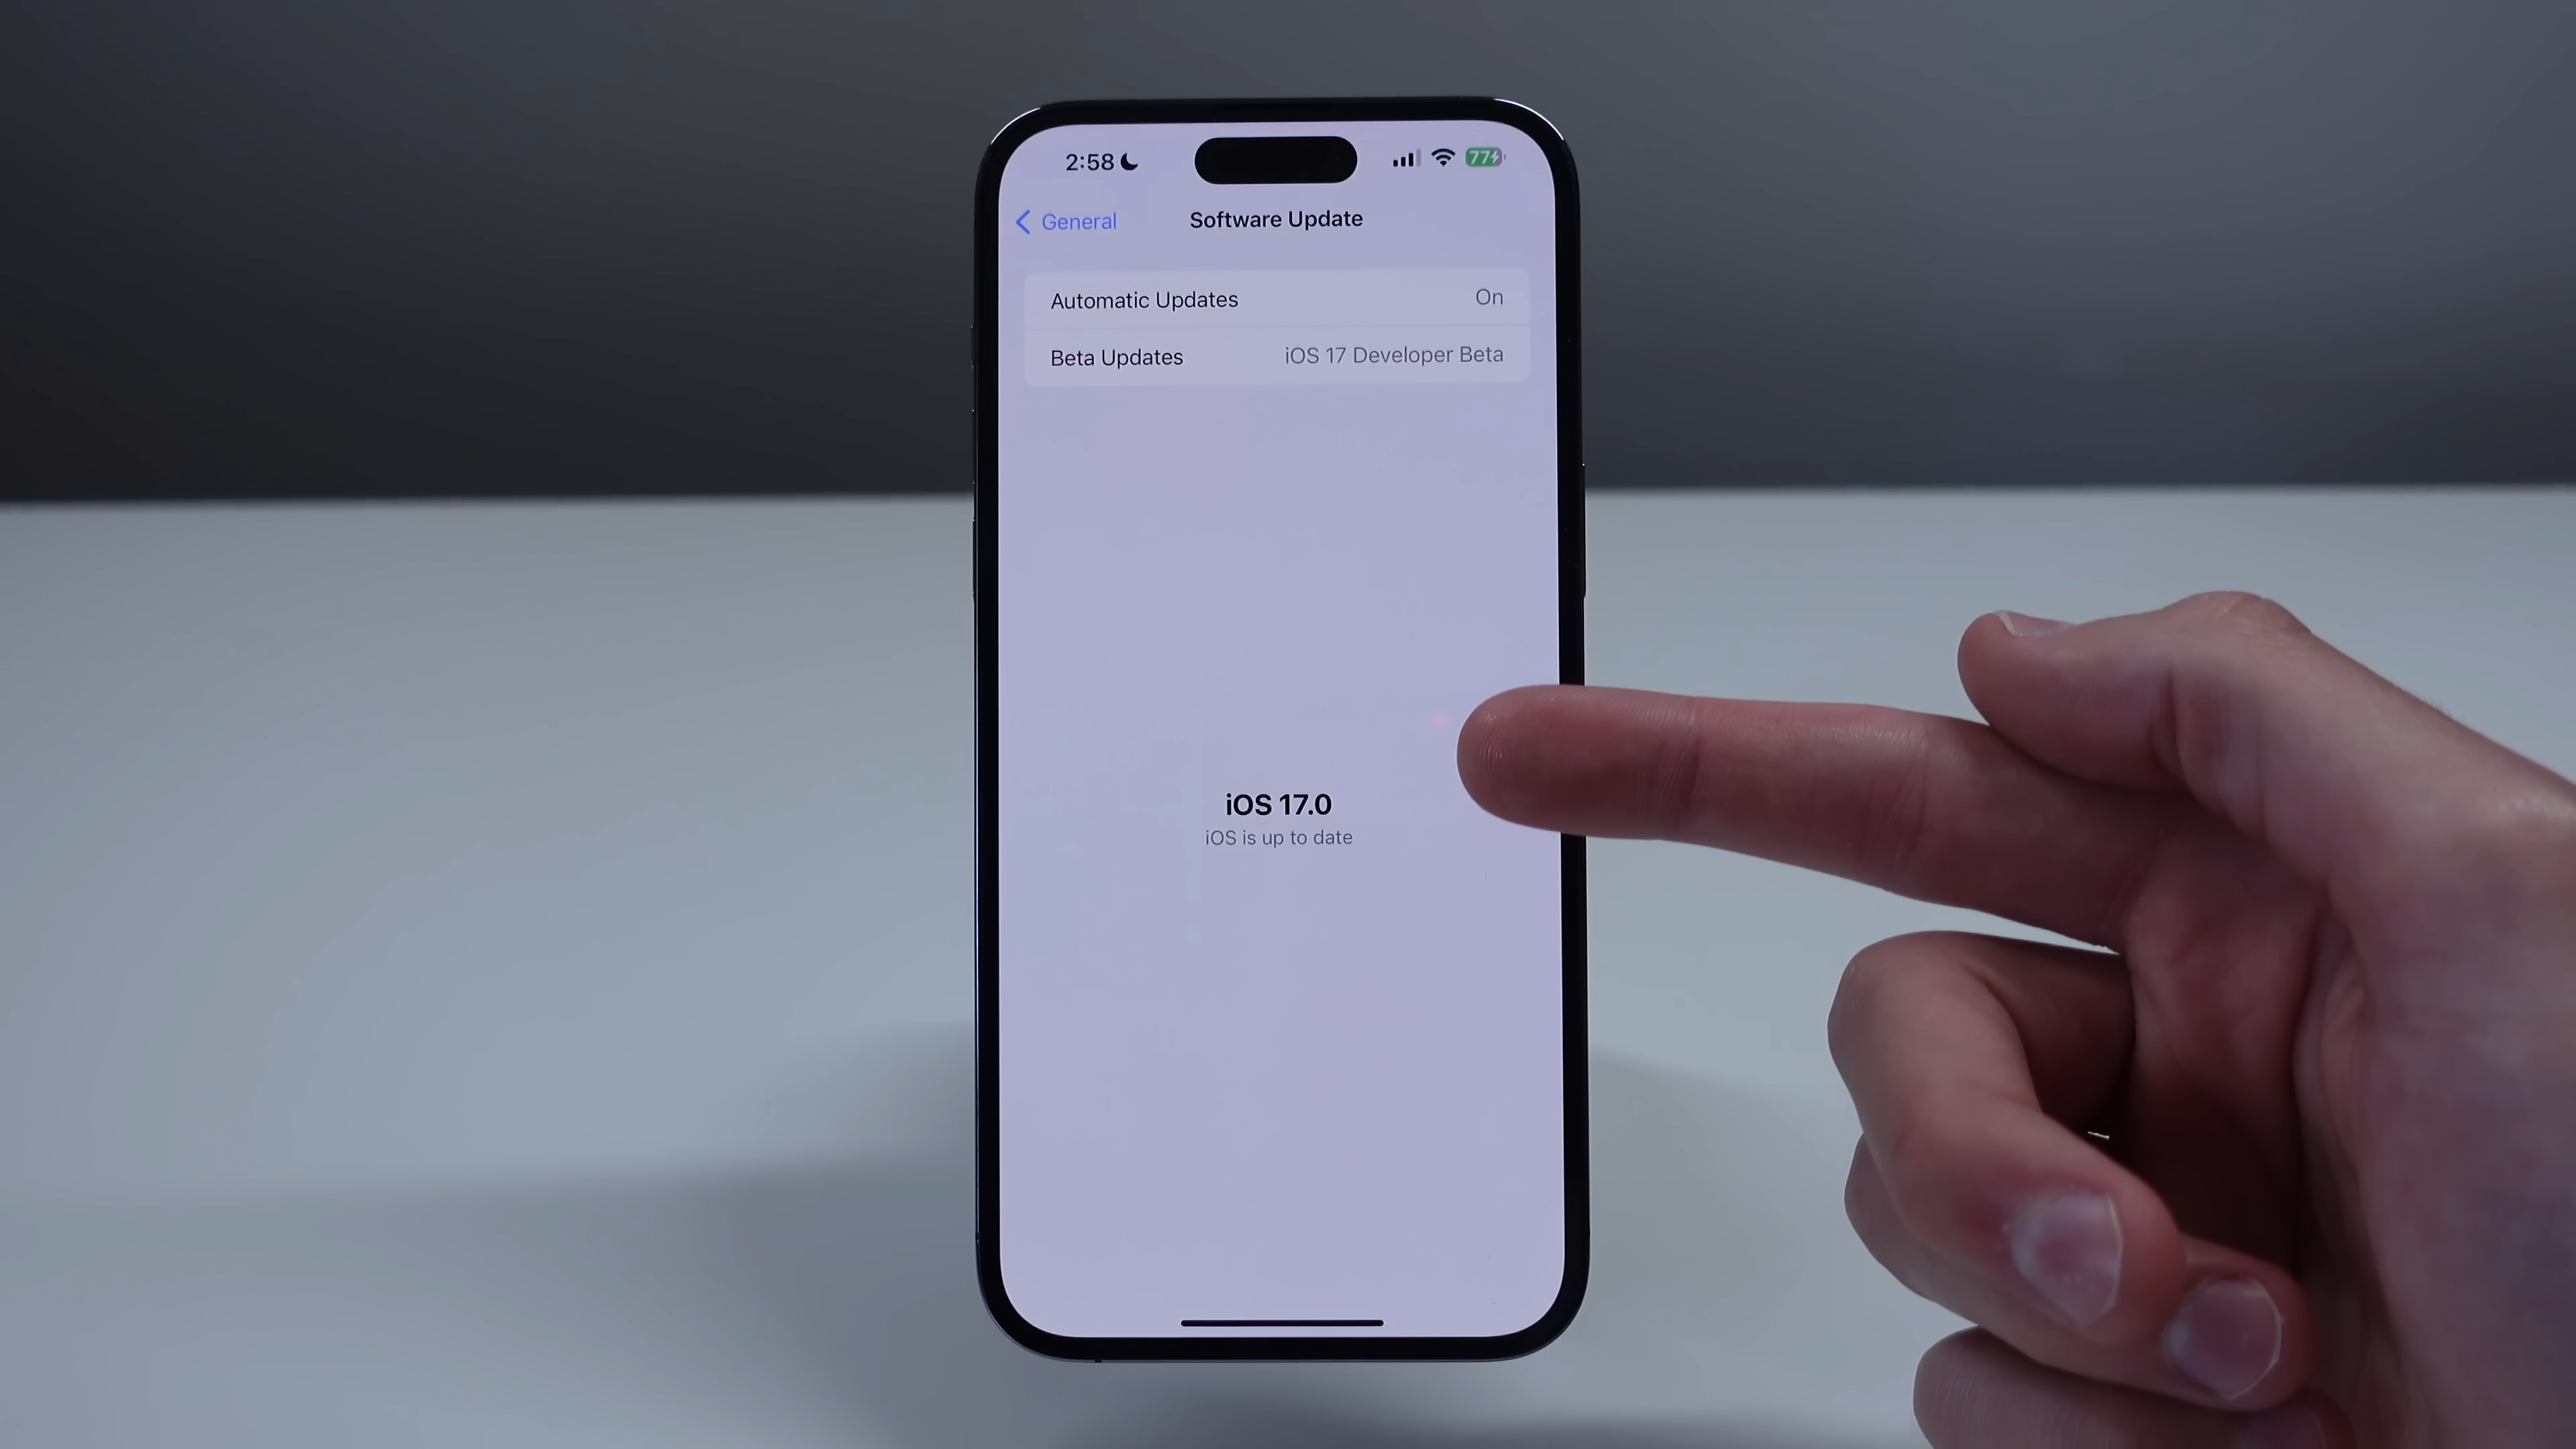 2:58
77
General
Software Update
Automatic Updates On
Beta Updates iOS 17 Developer Beta
iOS 17.0
iOS is up to date